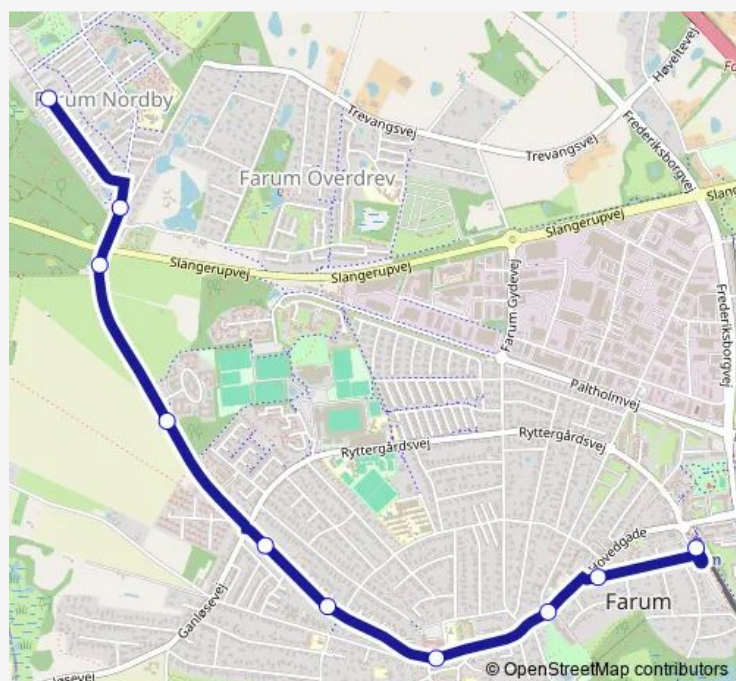 Høveltevej
Farum Nordby
Trevangsvej
Trevangsvej
Frederiksborgvej
Farum Overdrev
Slangerupvej
Slangerupvej
Slangerupvej
Farum Gydevej
Frederiksborgvej
Paltholmvej
Ryttergårdsvej
Ryttergårdsvej
Hovedgade
Ganløsevej
Farum
© OpenStreetMap contributors